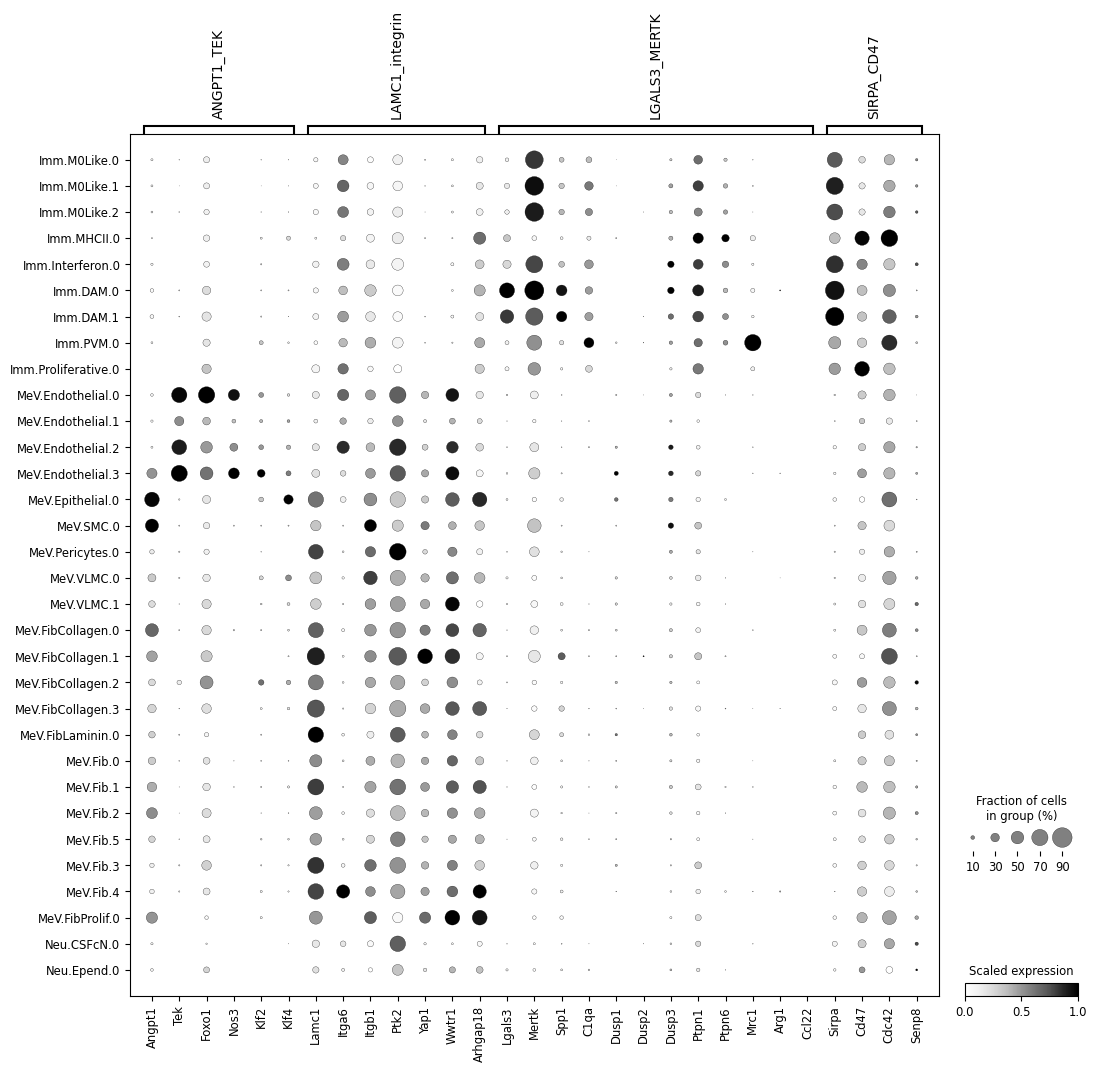 ANGPT1_TEK
LAMC1_integrin
LGALS3_MERTK
SIRPA_CD47
Imm.M0Like.0
Imm.M0Like.1
Imm.M0Like.2
Imm.MHCII.0
Imm.Interferon.0
Imm.DAM.0
Imm.DAM.1
Imm.PVM.0
Imm.Proliferative.0
MeV.Endothelial.0
MeV.Endothelial.1
MeV.Endothelial.2
MeV.Endothelial.3
MeV.Epithelial.0
MeV.SMC.0
MeV.Pericytes.0
MeV.VLMC.0
MeV.VLMC.1
MeV.FibCollagen.0
MeV.FibCollagen.1
MeV.FibCollagen.2
MeV.FibCollagen.3
MeV.FibLaminin.0
MeV.Fib.0
MeV.Fib.1
MeV.Fib.2
MeV.Fib.5
MeV.Fib.3
MeV.Fib.4
MeV.FibProlif.0
Neu.CSFcN.0
Neu.Epend.0
Angpt1
Tek
Foxo1
Nos3
Klf2
Klf4
Lamc1
Itga6
Itgb1
Ptk2
Yap1
Wwtr1
Arhgap18
Lgals3
Mertk
Spp1
C1qa
Dusp1
Dusp2
Dusp3
Ptpn1
Ptpn6
Mrc1
Arg1
Ccl22
Sirpa
Cd47
Cdc42
Senp8
Fraction of cells
in group (%)
10 30 50 70 90
Scaled expression
0.0 0.5 1.0